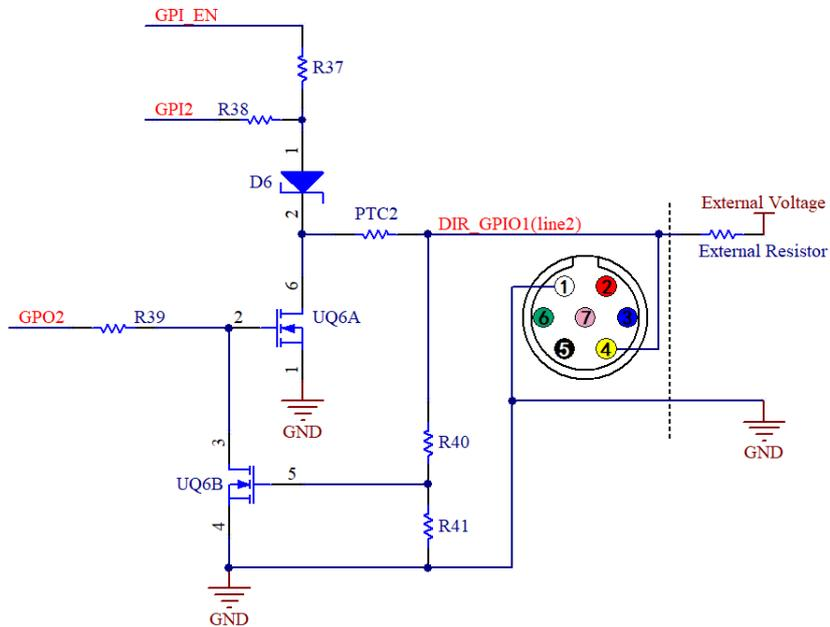 GPI_EN
R37
GPI2
R38
1
D6
2
PTC2
DIR_GPIO1(line2)
External Voltage
External Resistor
6
1
2
6
7
3
5
4
GPO2
R39
2
UQ6A
1
GND
GND
R40
3
UQ6B
5
4
R41
GND